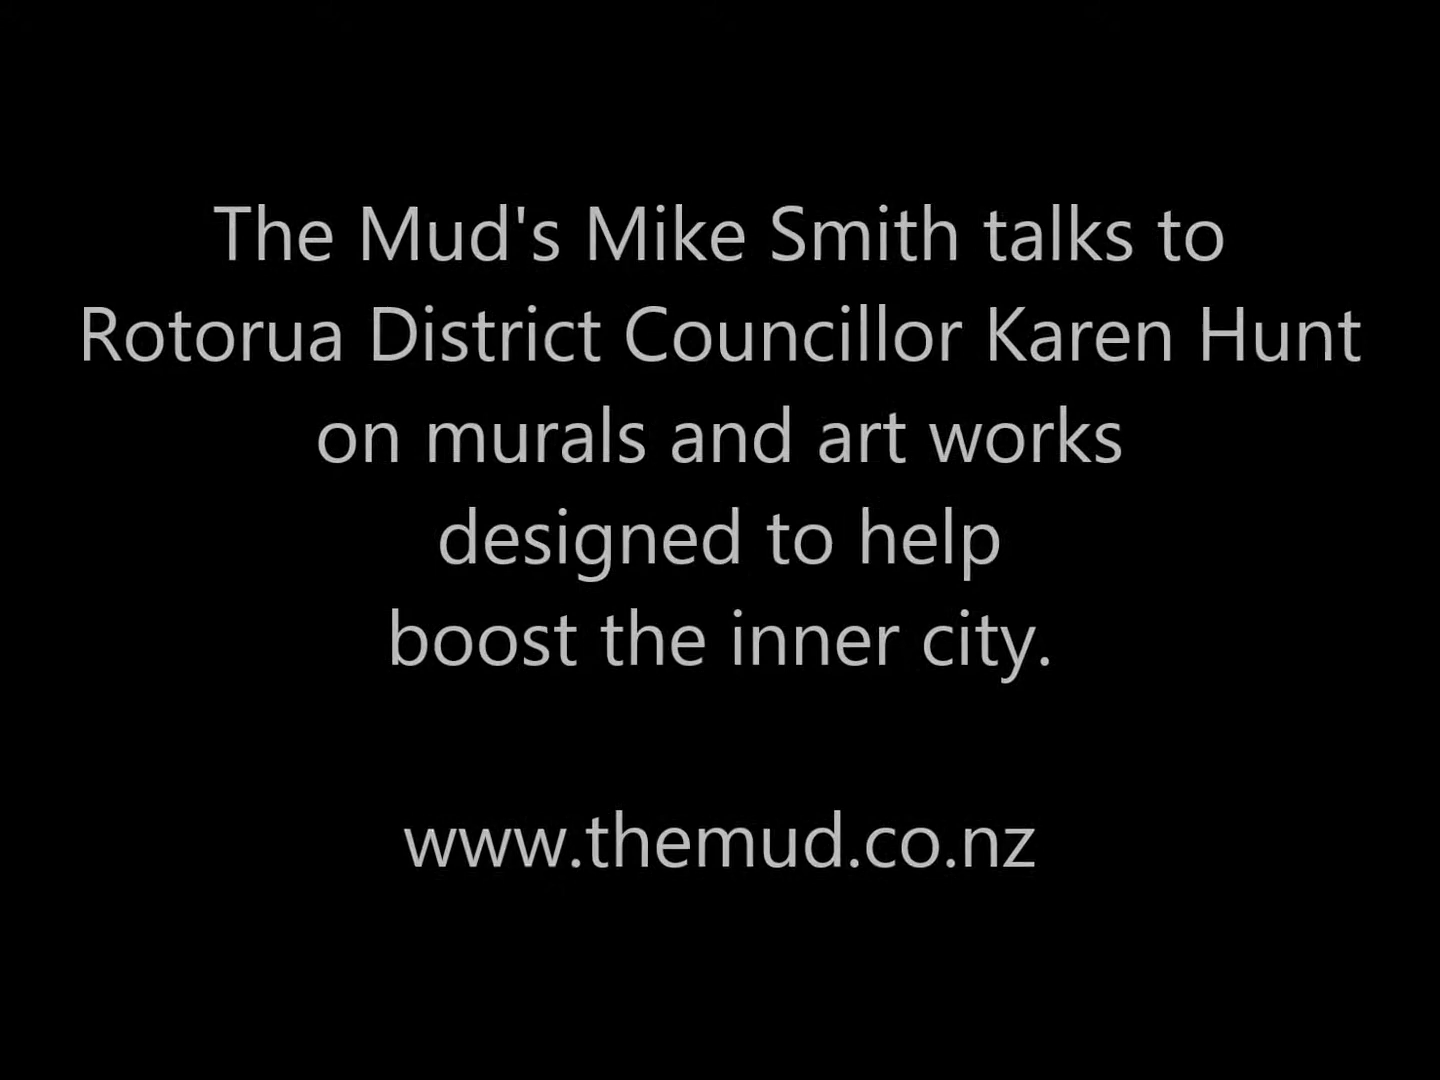 The Mud's Mike Smith talks to
Rotorua District Councillor Karen Hunt
on murals and art works
designed to help
boost the inner city.
www.themud.co.nz